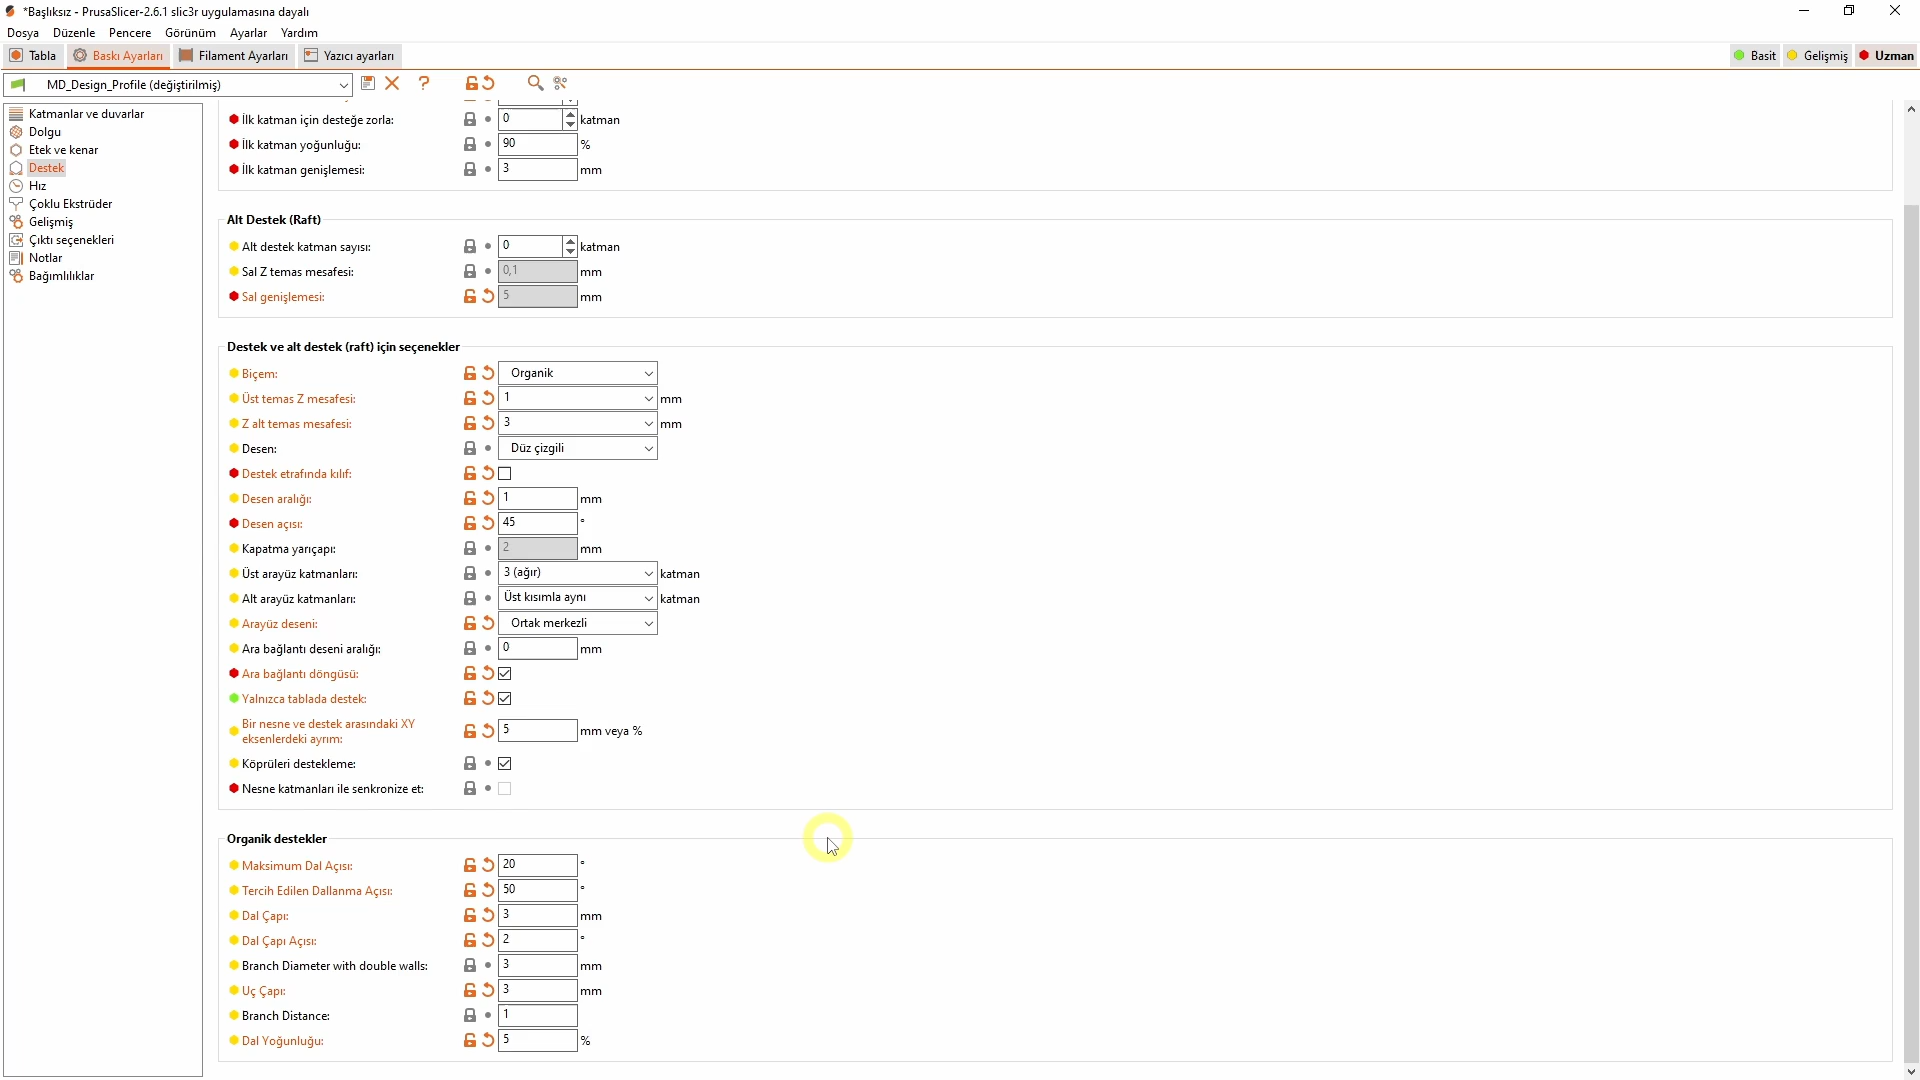 *Başlıksız - PrusaSlicer-2.6.1 slic3r uygulamasına dayalı
Dosya Düzenle Pencere Görünüm Ayarlar Yardım
Tabla Baskı Ayarları Filament Ayarları Yazıcı ayarları Basit Gelişmiş Uzman
MD_Design_Profile (değiştirilmiş) ?
Katmanlar ve duvarlar
Dolgu
Etek ve kenar
Destek
Hız
Çoklu Ekstrüder
Gelişmiş
Çıktı seçenekleri
Notlar
Bağımlılıklar
İlk katman için desteğe zorla: 0 katman
İlk katman yoğunluğu: 90 %
İlk katman genişlemesi: 3 mm
Alt Destek (Raft)
Alt destek katman sayısı: 0 katman
Sal Z temas mesafesi: 0,1 mm
Sal genişlemesi: 5 mm
Destek ve alt destek (raft) için seçenekler
Biçem: Organik
Üst temas Z mesafesi: 1 mm
Z alt temas mesafesi: 3 mm
Desen: Düz çizgili
Destek etrafında kılıf:
Desen aralığı: 1 mm
Desen açısı: 45 °
Kapatma yarıçapı: 2 mm
Üst arayüz katmanları: 3 (ağır) katman
Alt arayüz katmanları: Üst kısımla aynı katman
Arayüz deseni: Ortak merkezli
Ara bağlantı deseni aralığı: 0 mm
Ara bağlantı döngüsü:
Yalnızca tablada destek:
Bir nesne ve destek arasındaki XY
eksenlerdeki ayrım: 5 mm veya %
Köprüleri destekleme:
Nesne katmanları ile senkronize et:
Organik destekler
Maksimum Dal Açısı: 20 °
Tercih Edilen Dallanma Açısı: 50 °
Dal Çapı: 3 mm
Dal Çapı Açısı: 2 °
Branch Diameter with double walls: 3 mm
Uç Çapı: 3 mm
Branch Distance: 1
Dal Yoğunluğu: 5 %